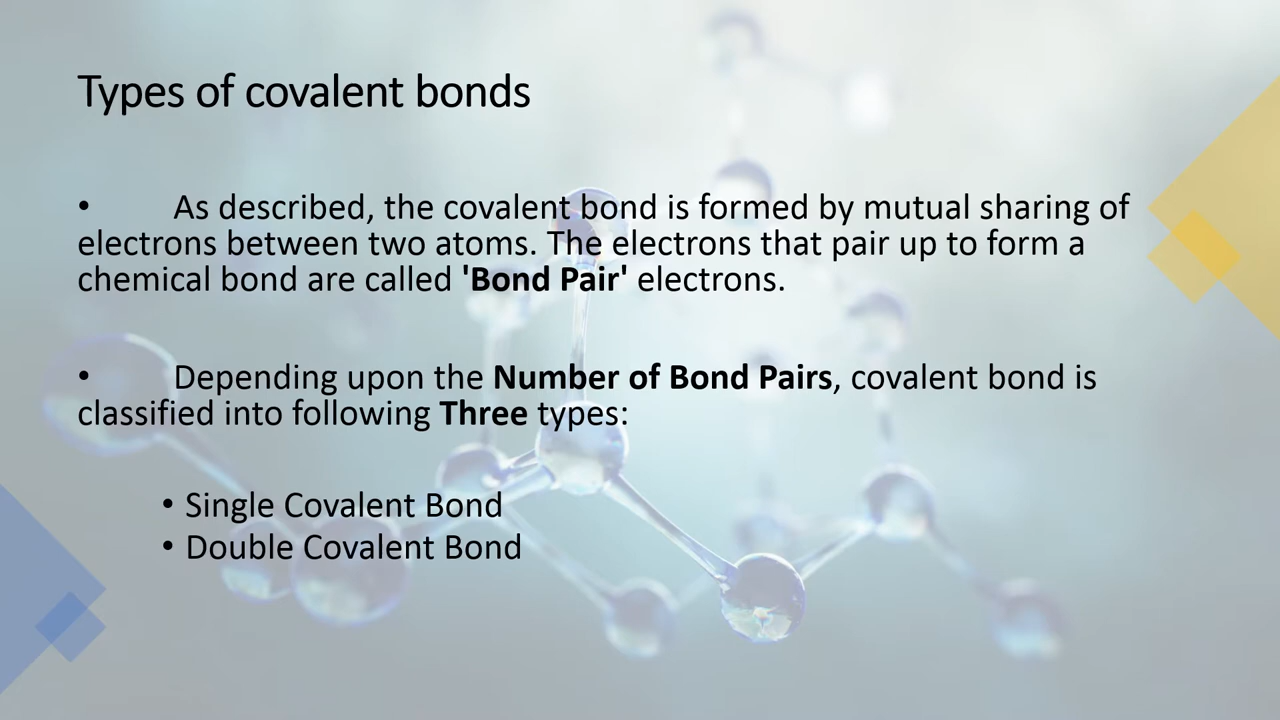 Types of covalent bonds
• As described, the covalent bond is formed by mutual sharing of
electrons between two atoms. The electrons that pair up to form a
chemical bond are called 'Bond Pair' electrons.
• Depending upon the Number of Bond Pairs, covalent bond is
classified into following Three types:
• Single Covalent Bond
• Double Covalent Bond